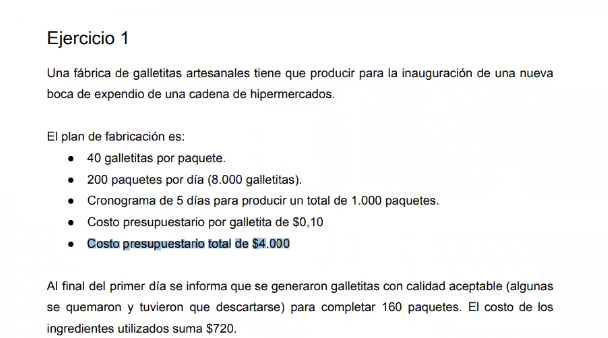 Ejercicio 1
Una fábrica de galletitas artesanales tiene que producir para la inauguración de una nueva
boca de expendio de una cadena de hipermercados.
El plan de fabricación es:
● 40 galletitas por paquete.
● 200 paquetes por día (8.000 galletitas).
● Cronograma de 5 días para producir un total de 1.000 paquetes.
● Costo presupuestario por galletita de $0,10
● Costo presupuestario total de $4.000
Al final del primer día se informa que se generaron galletitas con calidad aceptable (algunas
se quemaron y tuvieron que descartarse) para completar 160 paquetes. El costo de los
ingredientes utilizados suma $720.